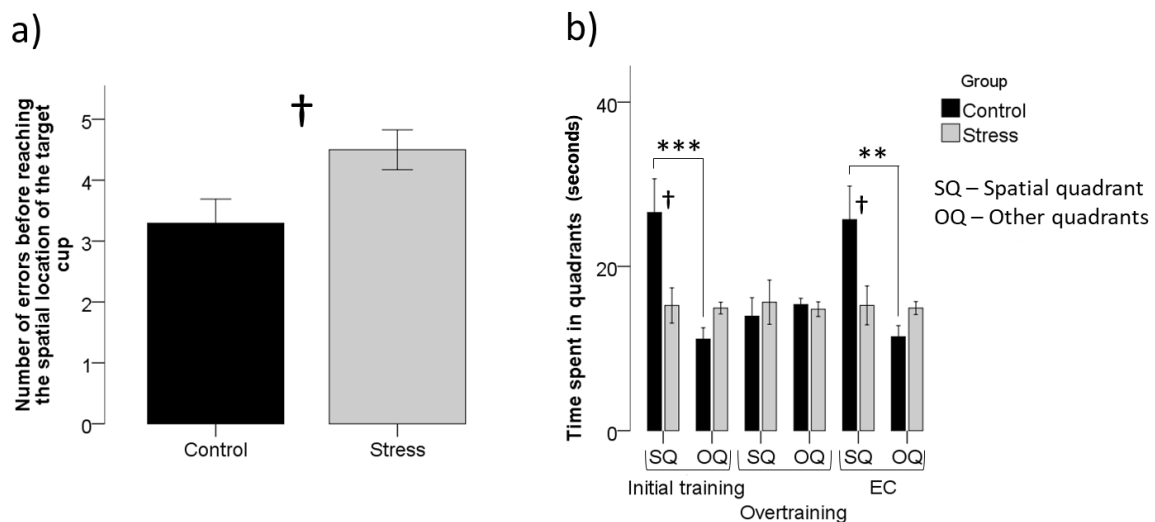 a)
Number of errors before reaching
the spatial location of the target
cup
5
4
3
2
1
0
†
Control
Stress
b)
Time spent in quadrants (seconds)
40
20
0
***
†
**
†
SQ
OQ
SQ
OQ
SQ
OQ
Initial training
Overtraining
EC
Group
Control
Stress
SQ – Spatial quadrant
OQ – Other quadrants